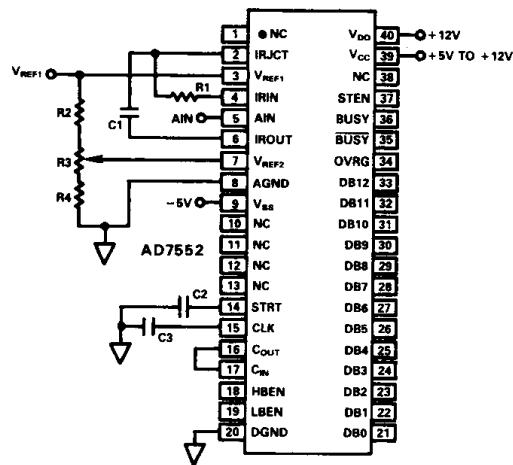 1 NC
2 IRJCT
3 VREF1
4 IRIN
5 AIN
6 IROUT
7 VREF2
8 AGND
9 VSS
10 NC
11 NC
12 NC
13 NC
14 STRT
15 CLK
16 COUT
17 CIN
18 HBEN
19 LBEN
20 DGND
VDD 40 +12V
VCC 39 +5V TO +12V
NC 38
STEN 37
BUSY 36
B̅U̅S̅Y̅ 35
OVRG 34
DB12 33
DB11 32
DB10 31
DB9 30
DB8 29
DB7 28
DB6 27
DB5 26
DB4 25
DB3 24
DB2 23
DB1 22
DB0 21
VREF1
R1
R2
C1
AIN
R3
R4
-5V
AD7552
C2
C3